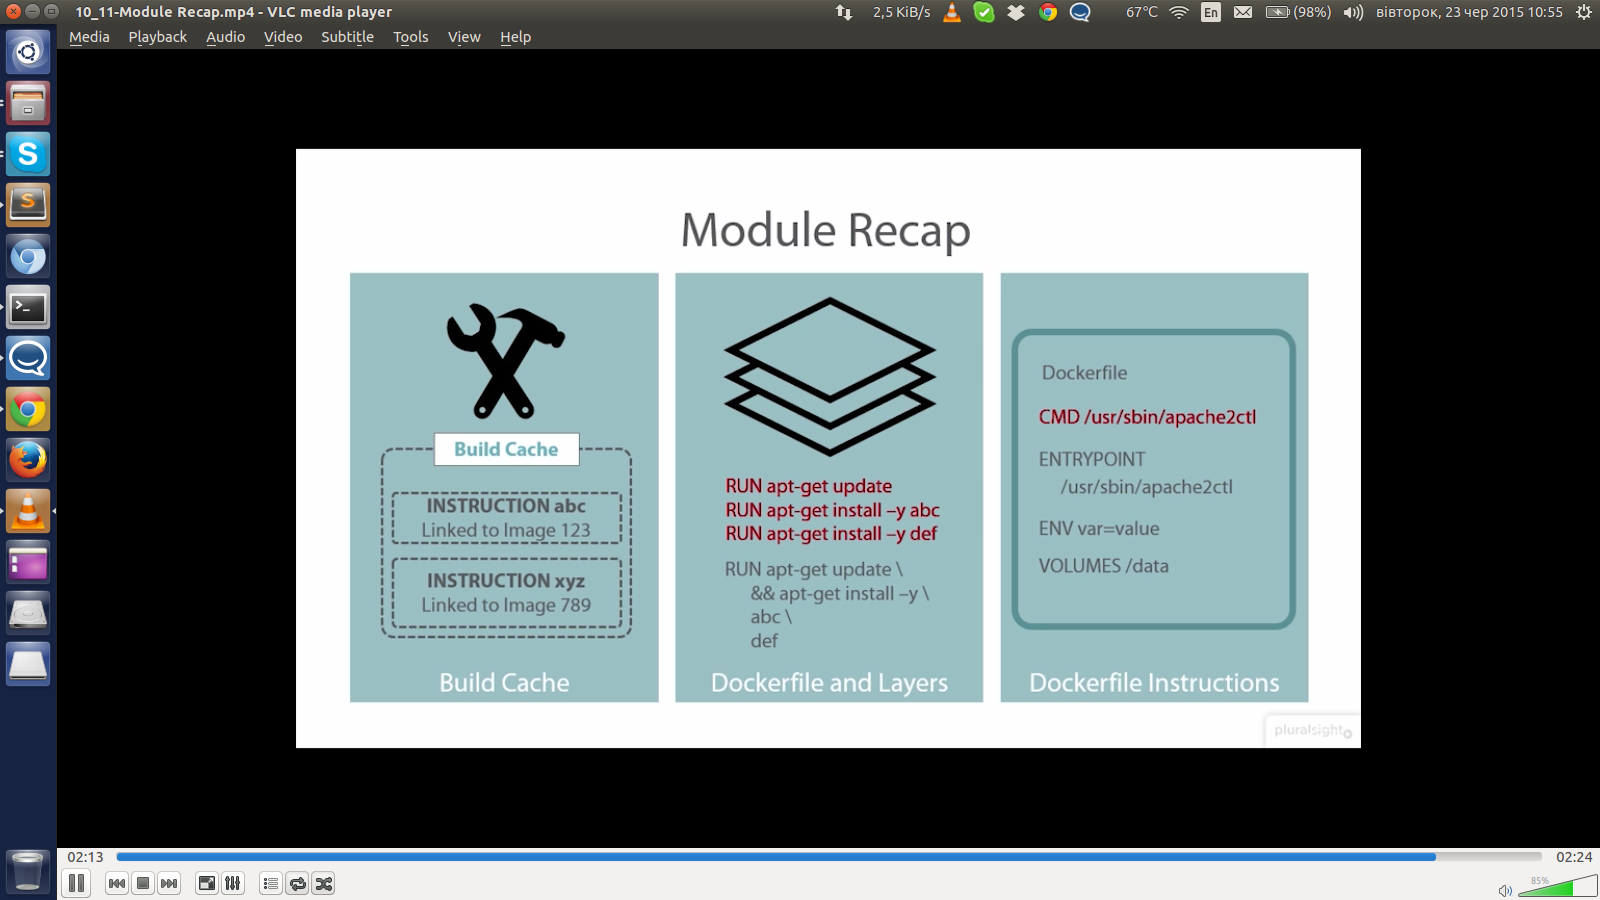 10_11-Module Recap.mp4 - VLC media player
2,5 KiB/s
67°C
En
(98%)
вівторок, 23 чер 2015 10:55
Media Playback Audio Video Subtitle Tools View Help
Module Recap
Build Cache
INSTRUCTION abc
Linked to Image 123
INSTRUCTION xyz
Linked to Image 789
Build Cache
RUN apt-get update
RUN apt-get install –y abc
RUN apt-get install –y def
RUN apt-get update \
&& apt-get install –y \
abc \
def
Dockerfile and Layers
Dockerfile
CMD /usr/sbin/apache2ctl
ENTRYPOINT
/usr/sbin/apache2ctl
ENV var=value
VOLUMES /data
Dockerfile Instructions
pluralsight
02:13
02:24
85%